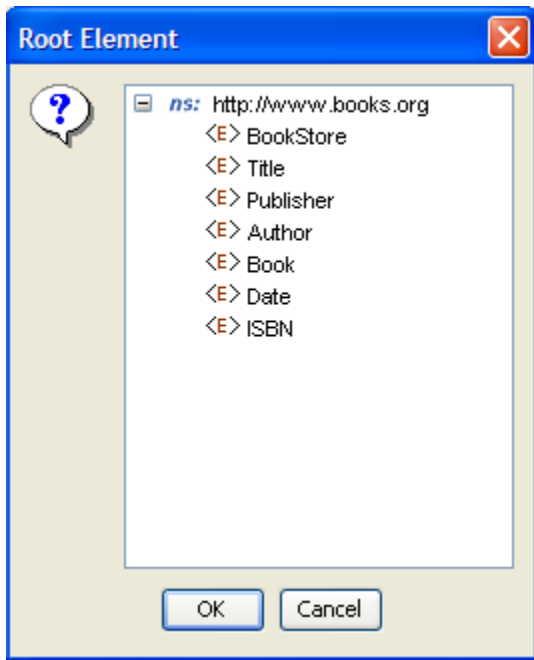 Root Element
?
ns: http://www.books.org
<E> BookStore
<E> Title
<E> Publisher
<E> Author
<E> Book
<E> Date
<E> ISBN
OK Cancel